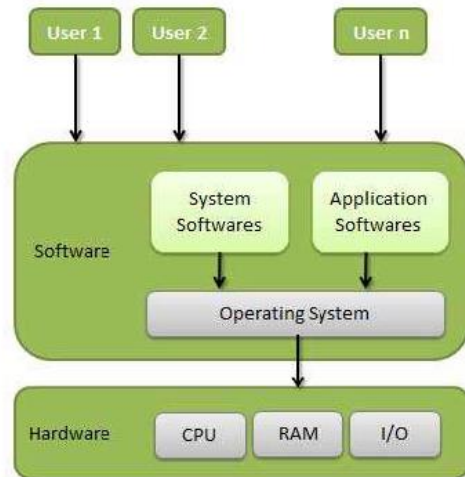 User 1
User 2
User n
System
Softwares
Application
Softwares
Software
Operating System
Hardware
CPU
RAM
I/O